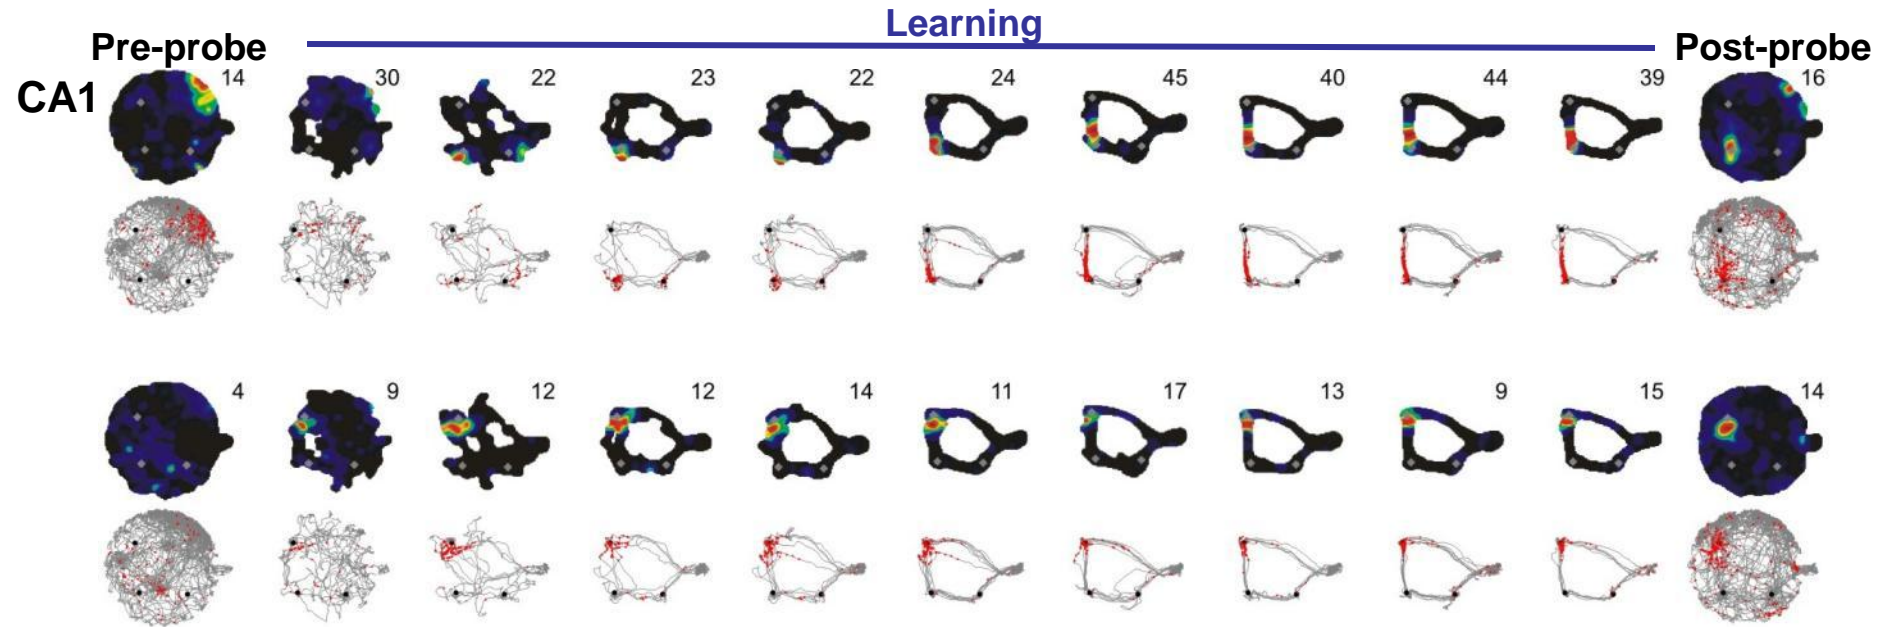 Learning
Pre-probe
Post-probe
CA1
14 30 22 23 22 24 45 40 44 39 16
4 9 12 12 14 11 17 13 9 15 14